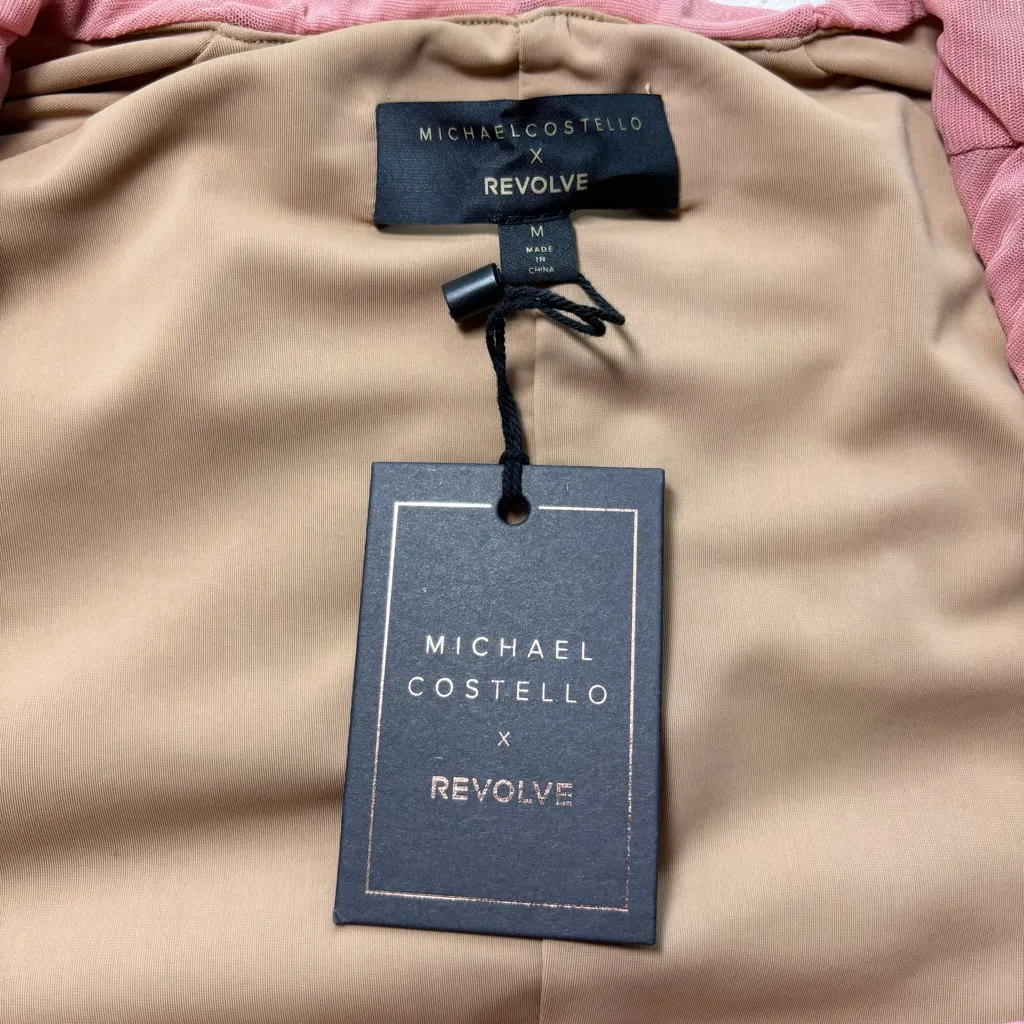 MICHAELCOSTELLO
X
REVOLVE
M
MADE
IN
CHINA
MICHAEL
COSTELLO
X
REVOLVE